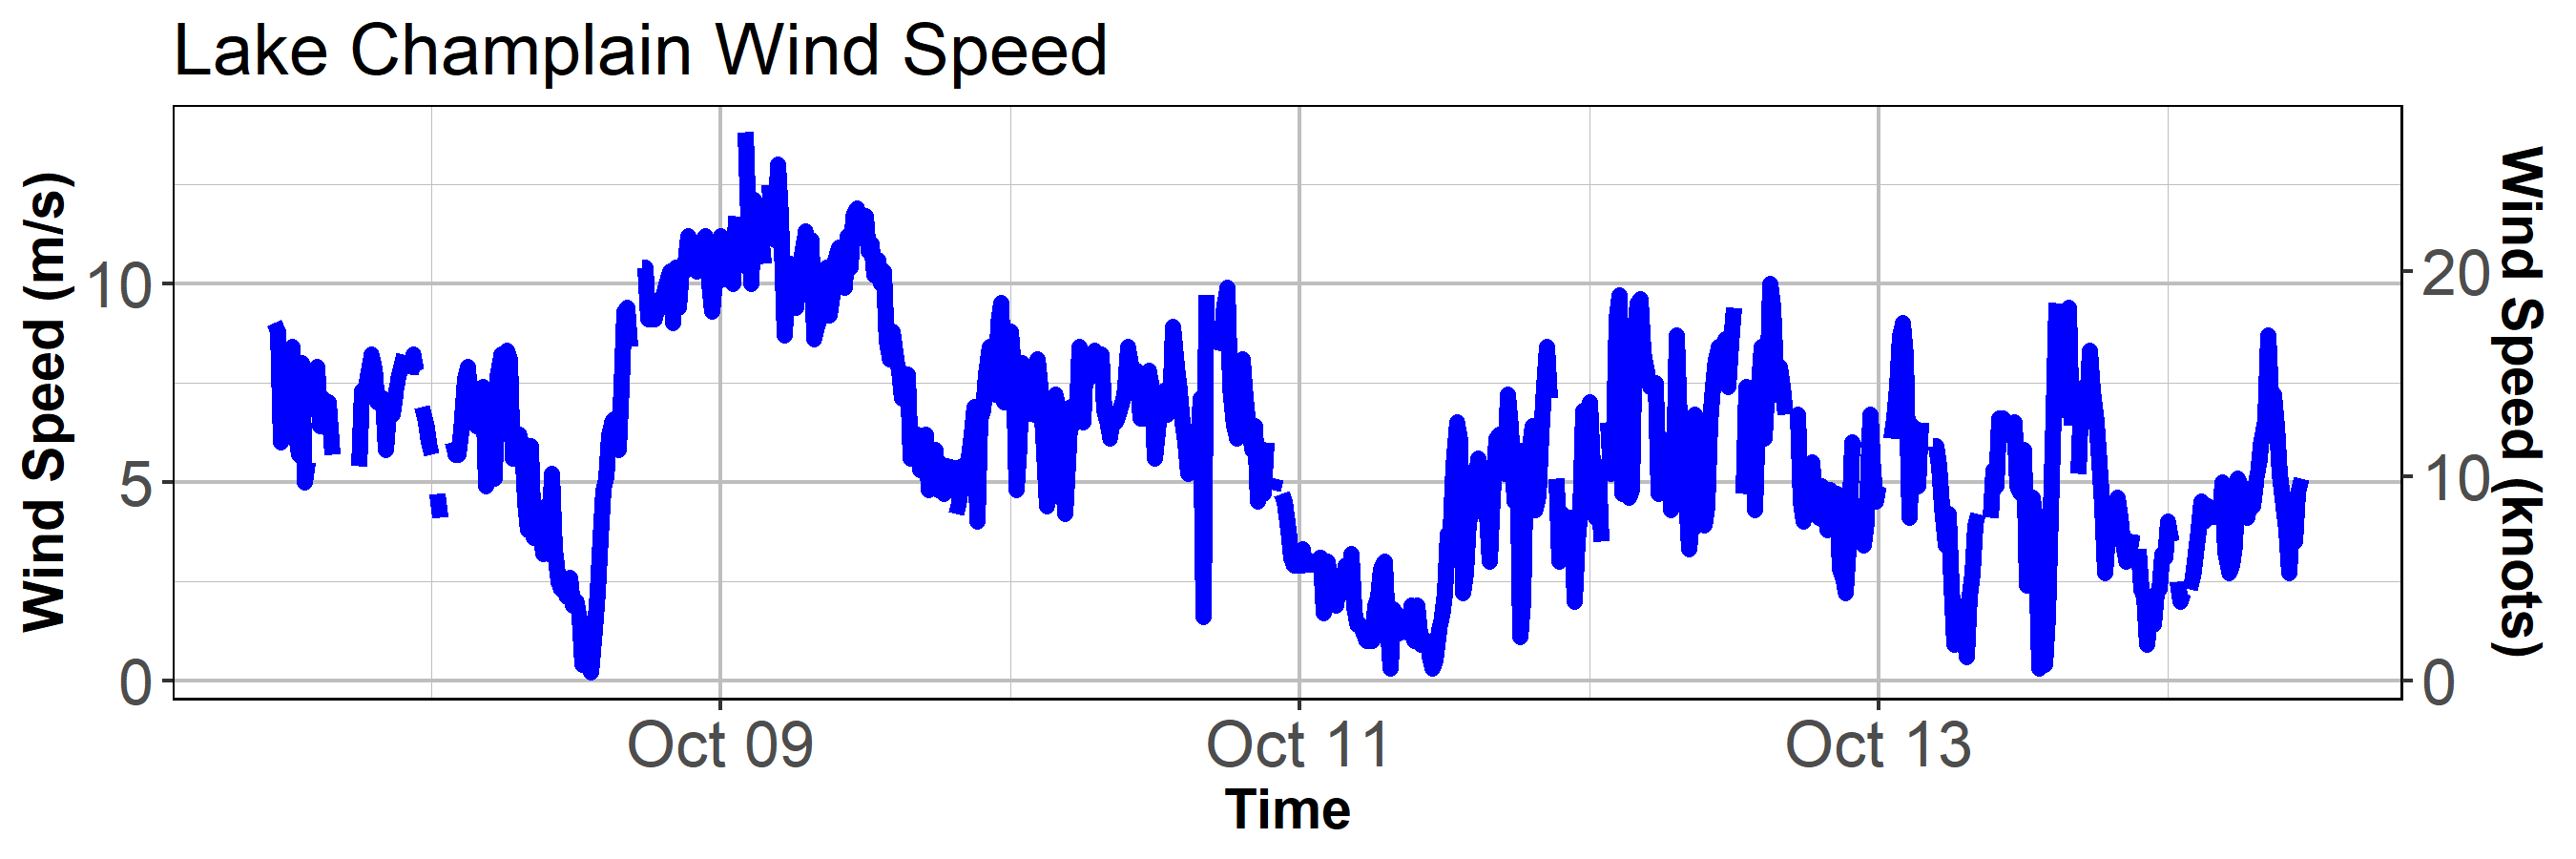 Lake Champlain Wind Speed
Wind Speed (m/s)
10
5
0
20
10
0
Wind Speed (knots)
Oct 09
Oct 11
Oct 13
Time